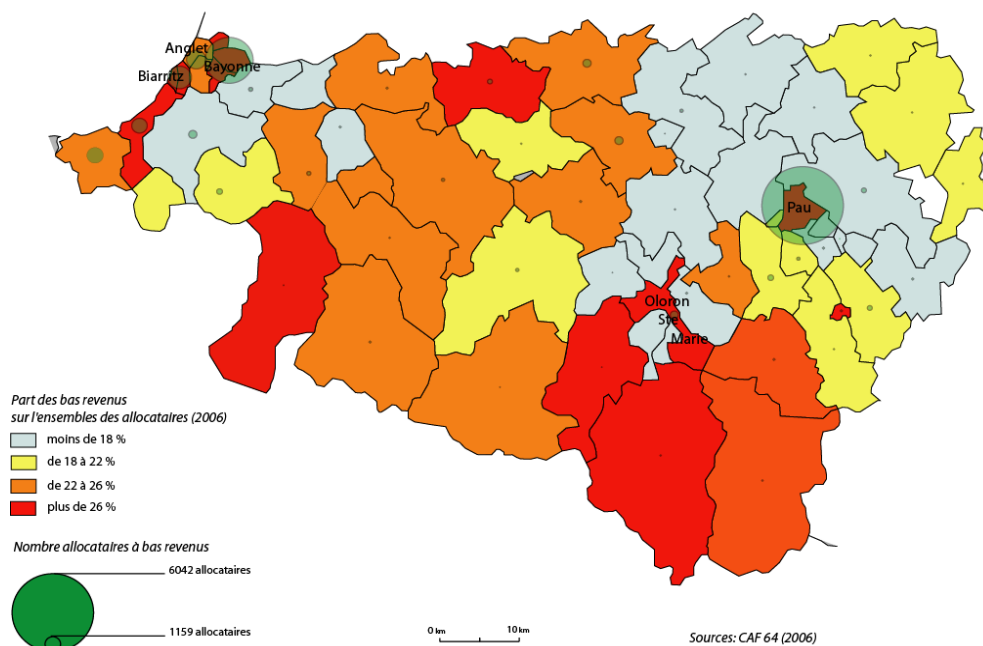 Anglet
Bayonne
Biarritz
Pau
Oloron
Ste
Marie
Part des bas revenus
sur l'ensembles des allocataires (2006)
moins de 18 %
de 18 à 22 %
de 22 à 26 %
plus de 26 %
Nombre allocataires à bas revenus
6042 allocataires
1159 allocataires
0 km 10 km
Sources: CAF 64 (2006)